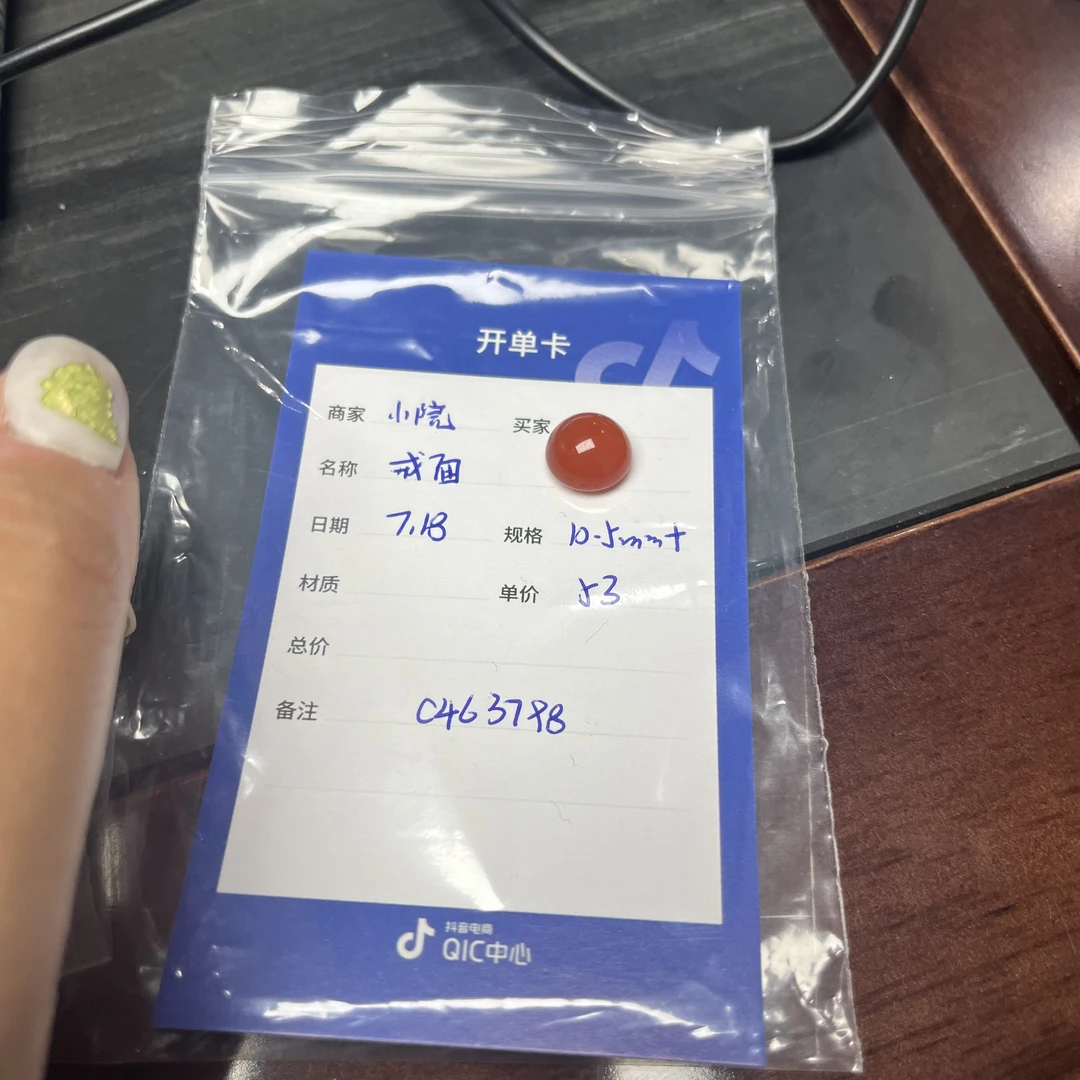 开单卡
商家 小院 买家
名称 戒面
日期 7.18 规格 10.5mm+
材质 单价 53
总价
备注 C463798
抖音电商
QIC中心